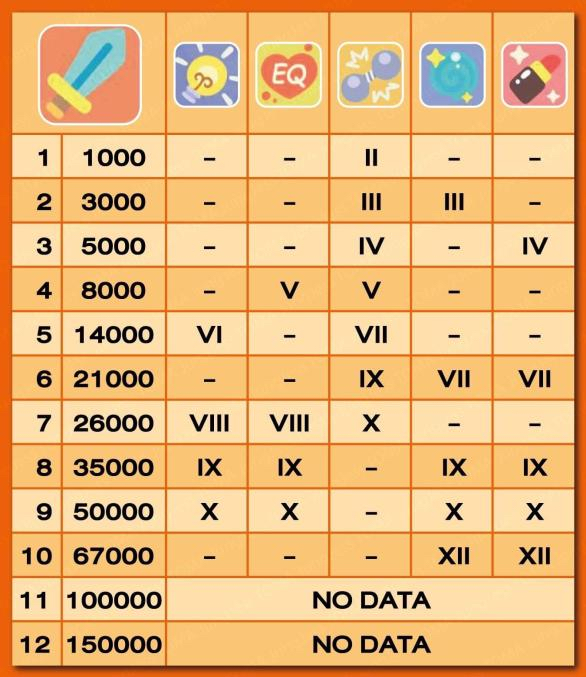 EQ
1 1000 – – II – –
2 3000 – – III III –
3 5000 – – IV – IV
4 8000 – V V – –
5 14000 VI – VII – –
6 21000 – – IX VII VII
7 26000 VIII VIII X – –
8 35000 IX IX – IX IX
9 50000 X X – X X
10 67000 – – – XII XII
11 100000 NO DATA
12 150000 NO DATA